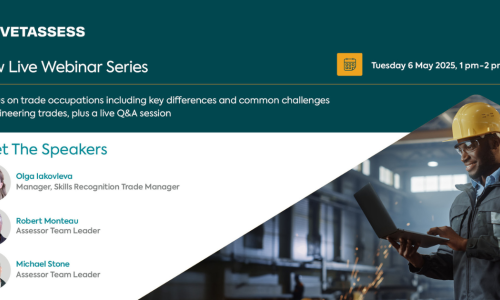 VETASSESS
Live Webinar Series
Tuesday 6 May 2025, 1 pm-2
on trade occupations including key differences and common challenges
trades, plus a live Q&A session
The Speakers
Olga Iakovleva
Manager, Skills Recognition Trade Manager
Robert Monteau
Assessor Team Leader
Michael Stone
Assessor Team Leader